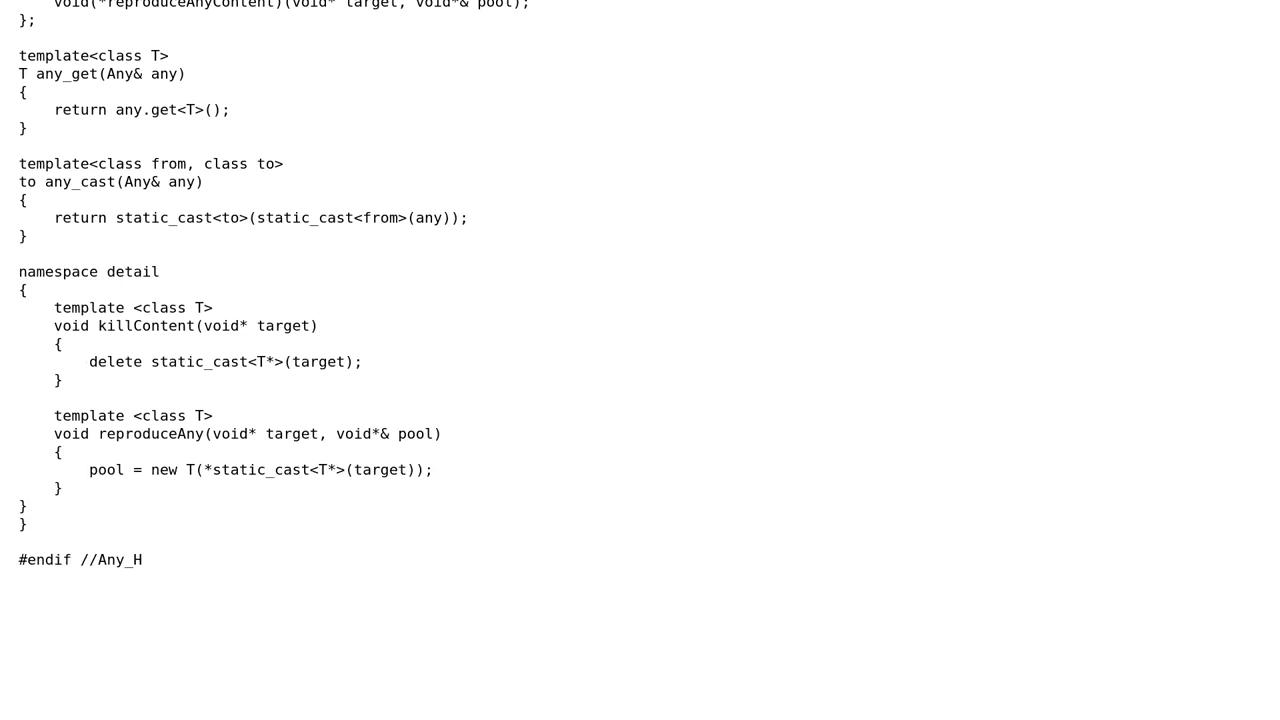 void(*reproduceAnyContent)(void* target, void*& pool);
};

template<class T>
T any_get(Any& any)
{
    return any.get<T>();
}

template<class from, class to>
to any_cast(Any& any)
{
    return static_cast<to>(static_cast<from>(any));
}

namespace detail
{
    template <class T>
    void killContent(void* target)
    {
        delete static_cast<T*>(target);
    }

    template <class T>
    void reproduceAny(void* target, void*& pool)
    {
        pool = new T(*static_cast<T*>(target));
    }
}
}

#endif //Any_H